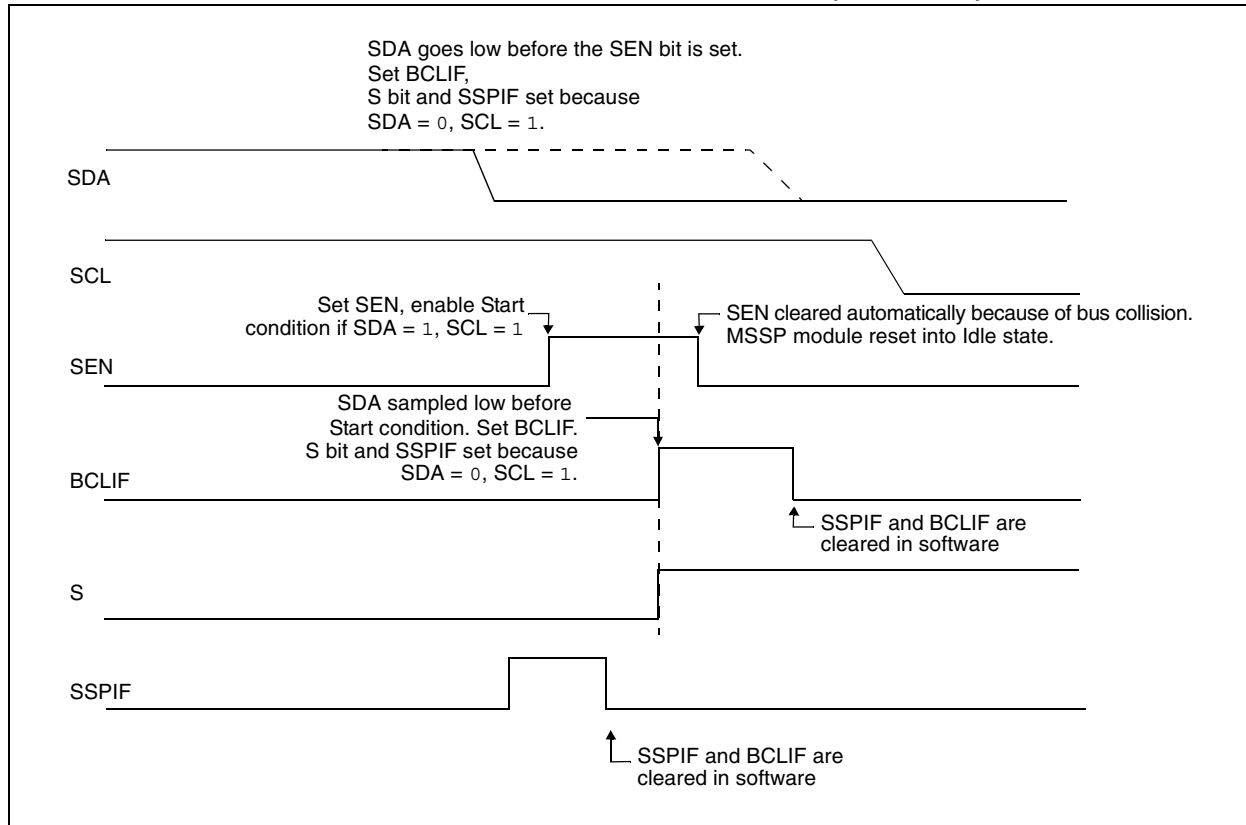 SDA goes low before the SEN bit is set.
Set BCLIF,
S bit and SSPIF set because
SDA = 0, SCL = 1.
SDA
SCL
Set SEN, enable Start
condition if SDA = 1, SCL = 1
SEN cleared automatically because of bus collision.
MSSP module reset into Idle state.
SEN
SDA sampled low before
Start condition. Set BCLIF.
S bit and SSPIF set because
SDA = 0, SCL = 1.
BCLIF
SSPIF and BCLIF are
cleared in software
S
SSPIF
SSPIF and BCLIF are
cleared in software